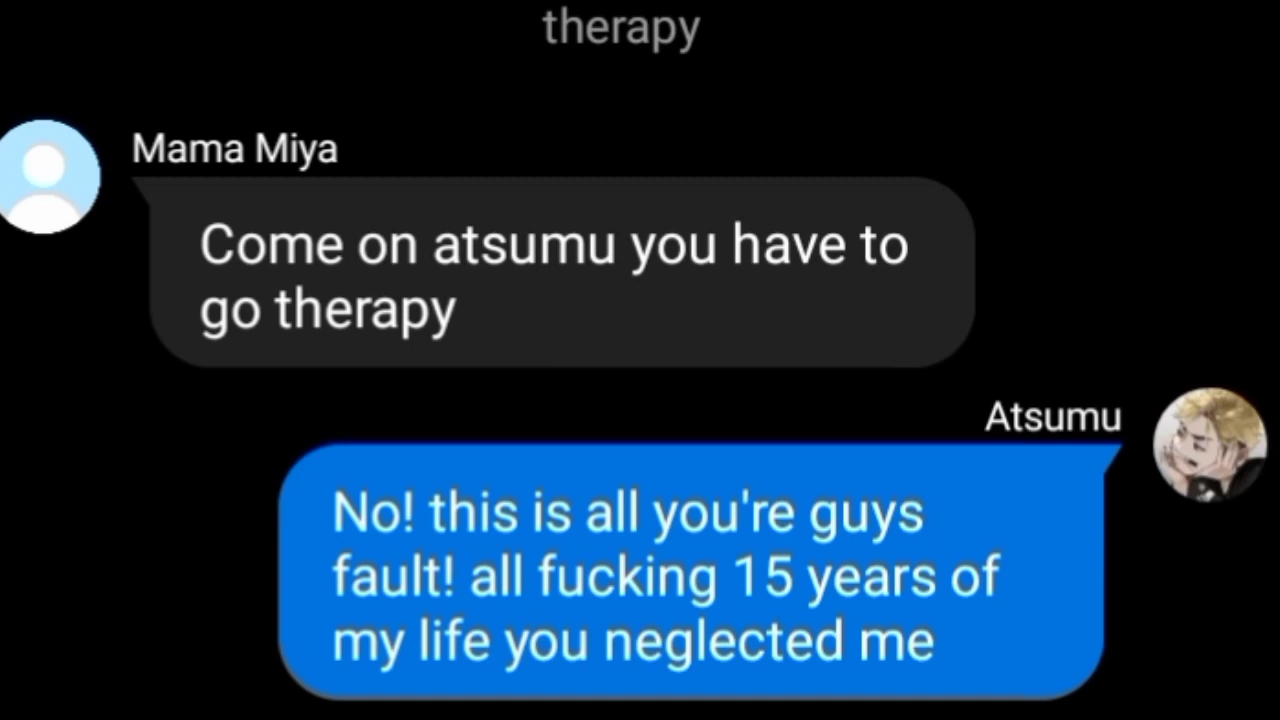 therapy
Mama Miya
Come on atsumu you have to
go therapy
Atsumu
No! this is all you're guys
fault! all fucking 15 years of
my life you neglected me